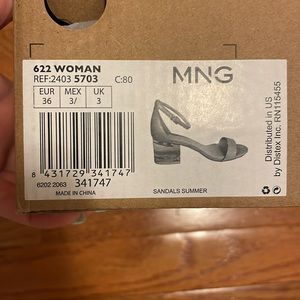 622 WOMAN
REF:2403 5703 C:80
EUR MEX UK
36 3/ 3
8 431729 341747
6202 2063 341747
MADE IN CHINA
MNG
SANDALS SUMMER
Distributed in US
by Distex Inc. RN115455